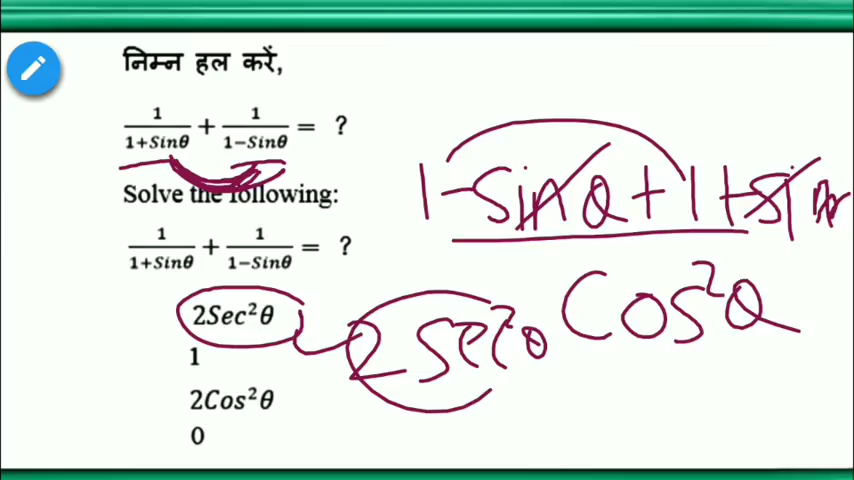 निम्न हल करें,
1/(1+Sinθ) + 1/(1−Sinθ) = ?
Solve the following:
1/(1+Sinθ) + 1/(1−Sinθ) = ?
2Sec²θ
1
2Cos²θ
0
1-Sinθ+1+Sin
Cos²θ
2Sec²θ